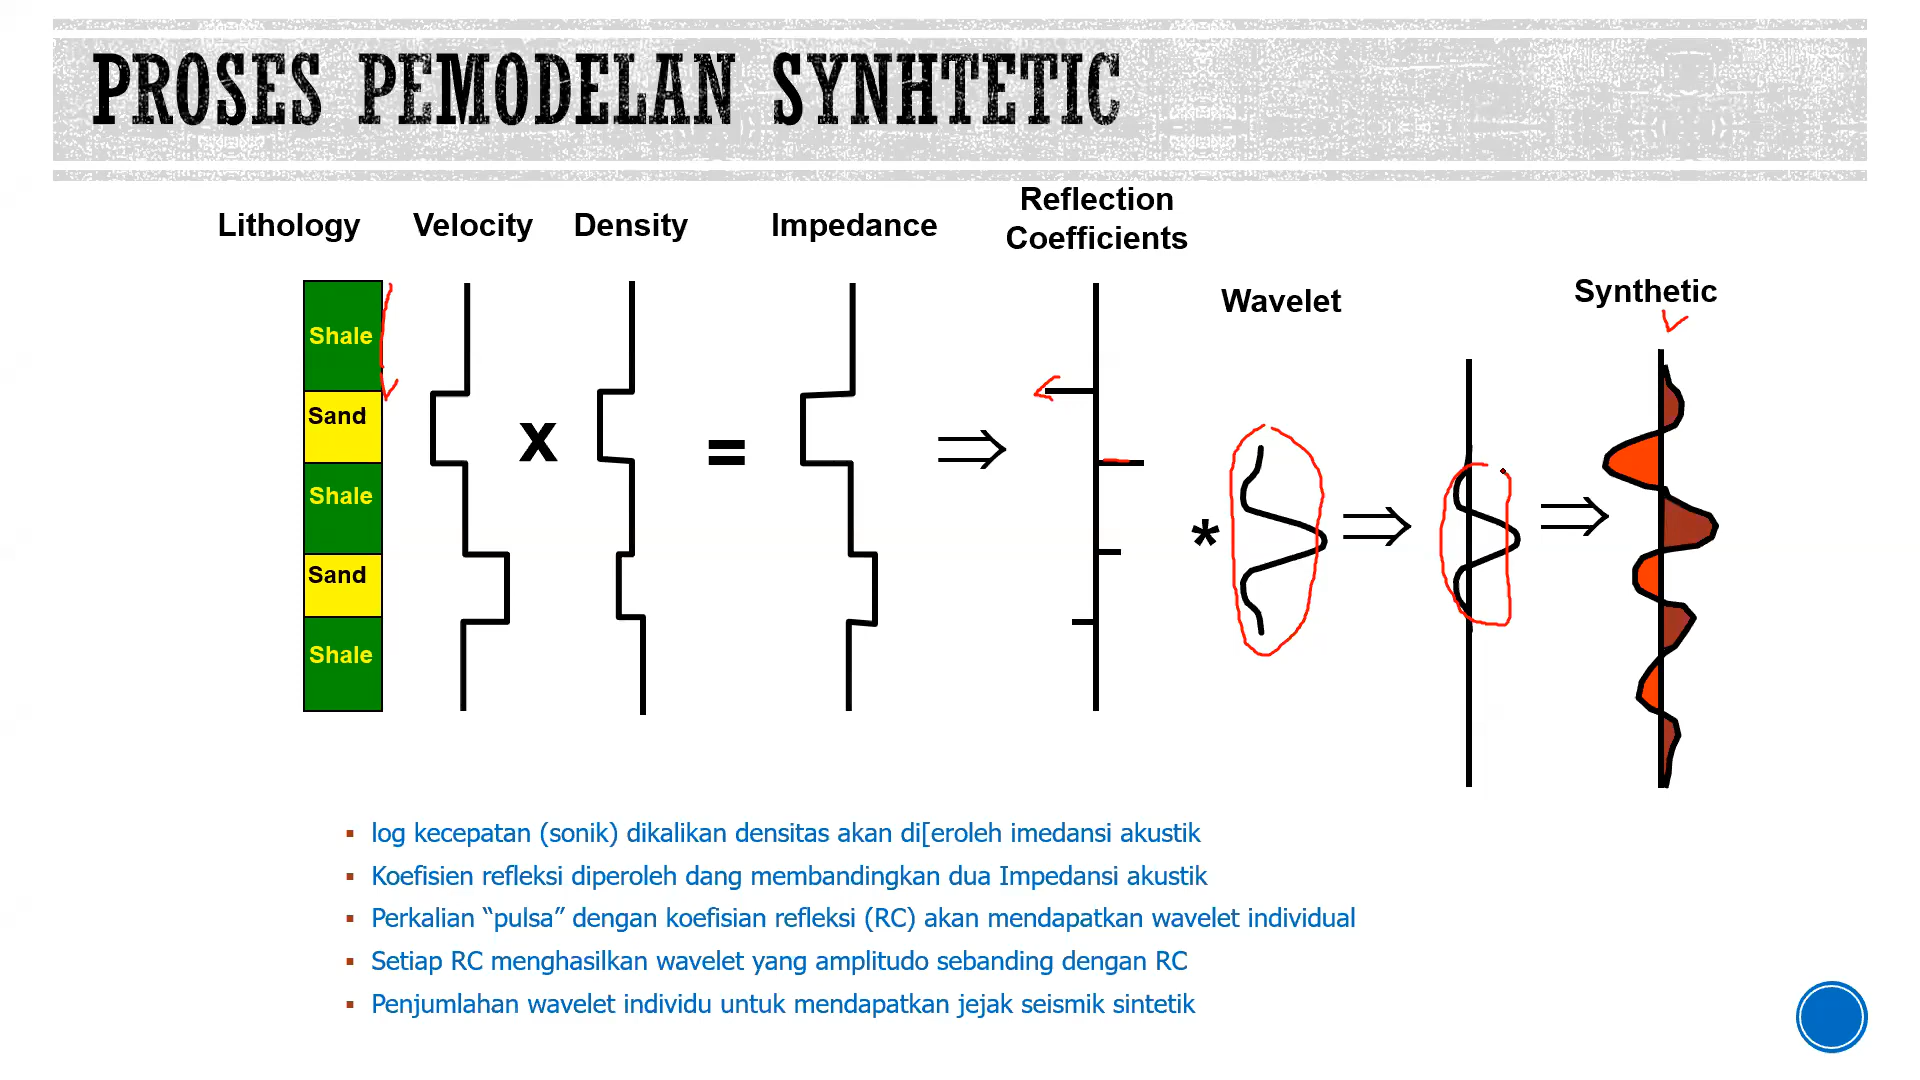 PROSES PEMODELAN SYNHTETIC
Lithology
Velocity
Density
Impedance
Reflection
Coefficients
Wavelet
Synthetic
Shale
Sand
Shale
Sand
Shale
x
=
*
▪ log kecepatan (sonik) dikalikan densitas akan di[eroleh imedansi akustik
▪ Koefisien refleksi diperoleh dang membandingkan dua Impedansi akustik
▪ Perkalian “pulsa” dengan koefisian refleksi (RC) akan mendapatkan wavelet individual
▪ Setiap RC menghasilkan wavelet yang amplitudo sebanding dengan RC
▪ Penjumlahan wavelet individu untuk mendapatkan jejak seismik sintetik